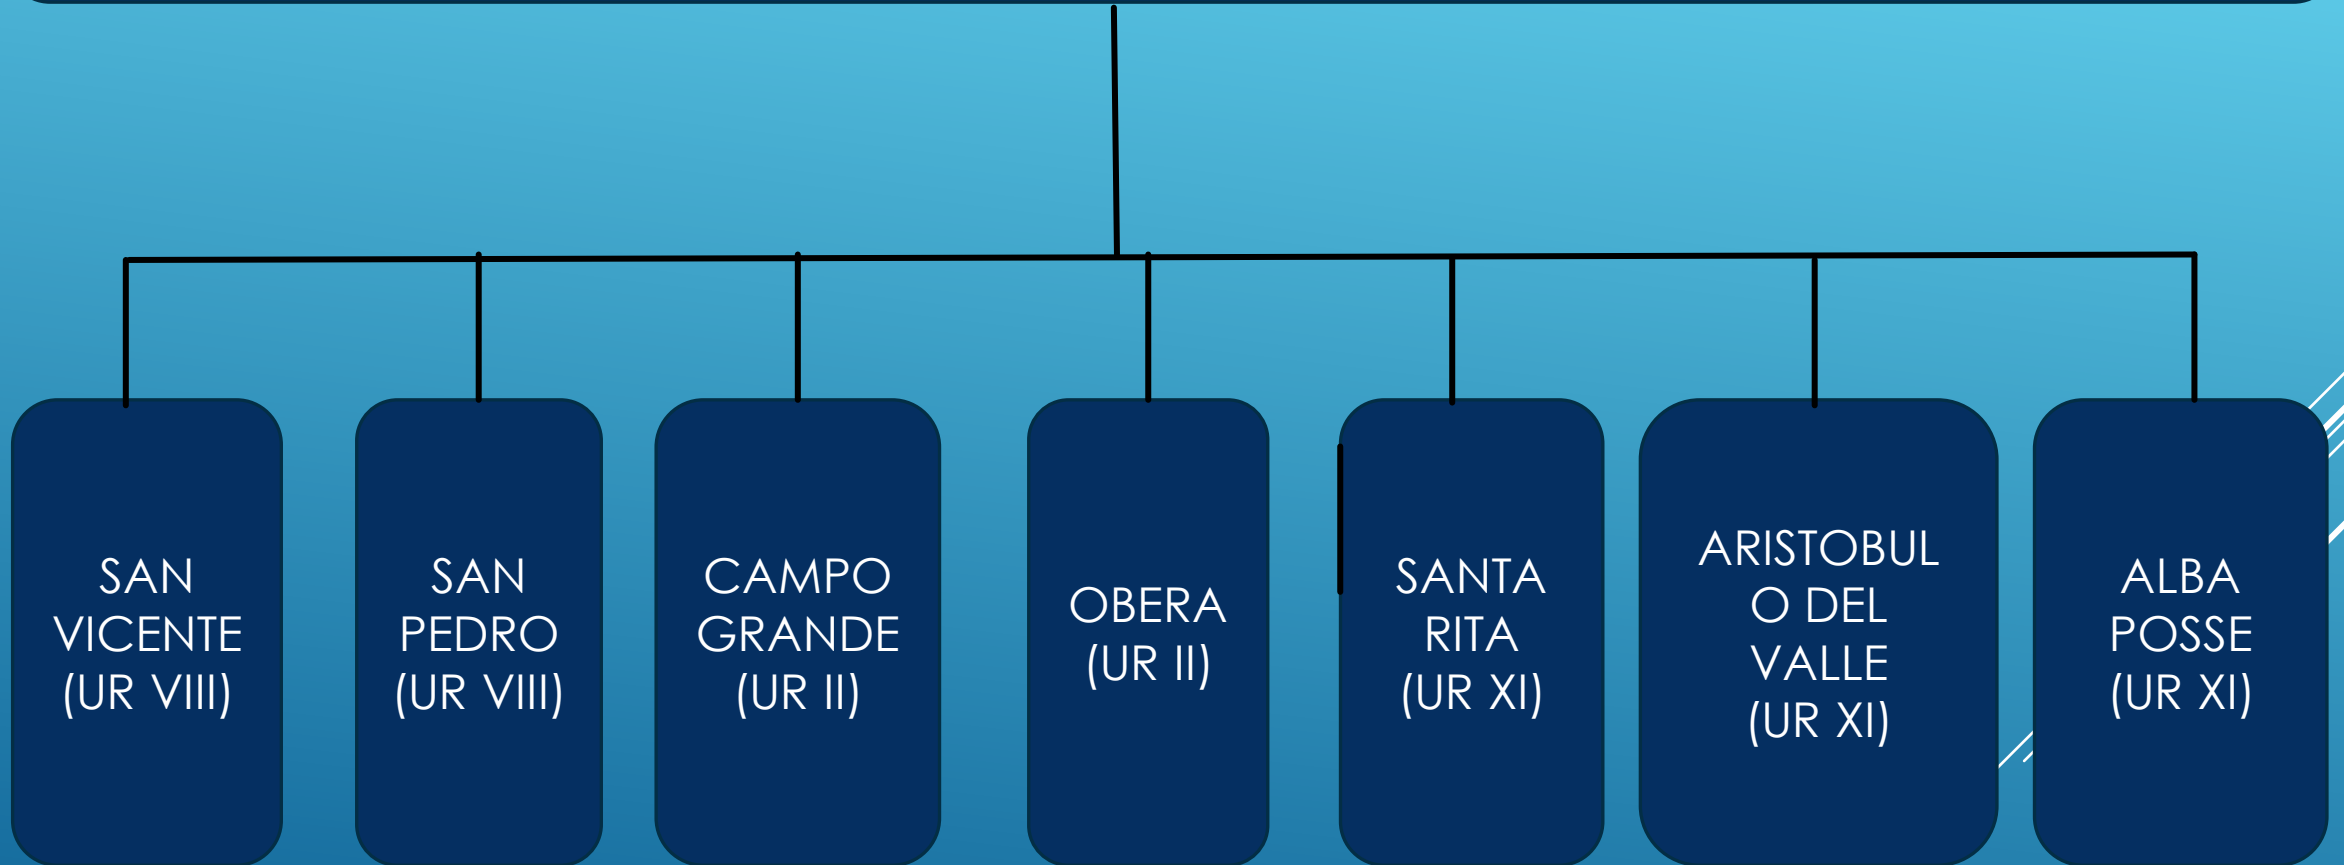 SAN
VICENTE
(UR VIII)
SAN
PEDRO
(UR VIII)
CAMPO
GRANDE
(UR II)
OBERA
(UR II)
SANTA
RITA
(UR XI)
ARISTOBUL
O DEL
VALLE
(UR XI)
ALBA
POSSE
(UR XI)